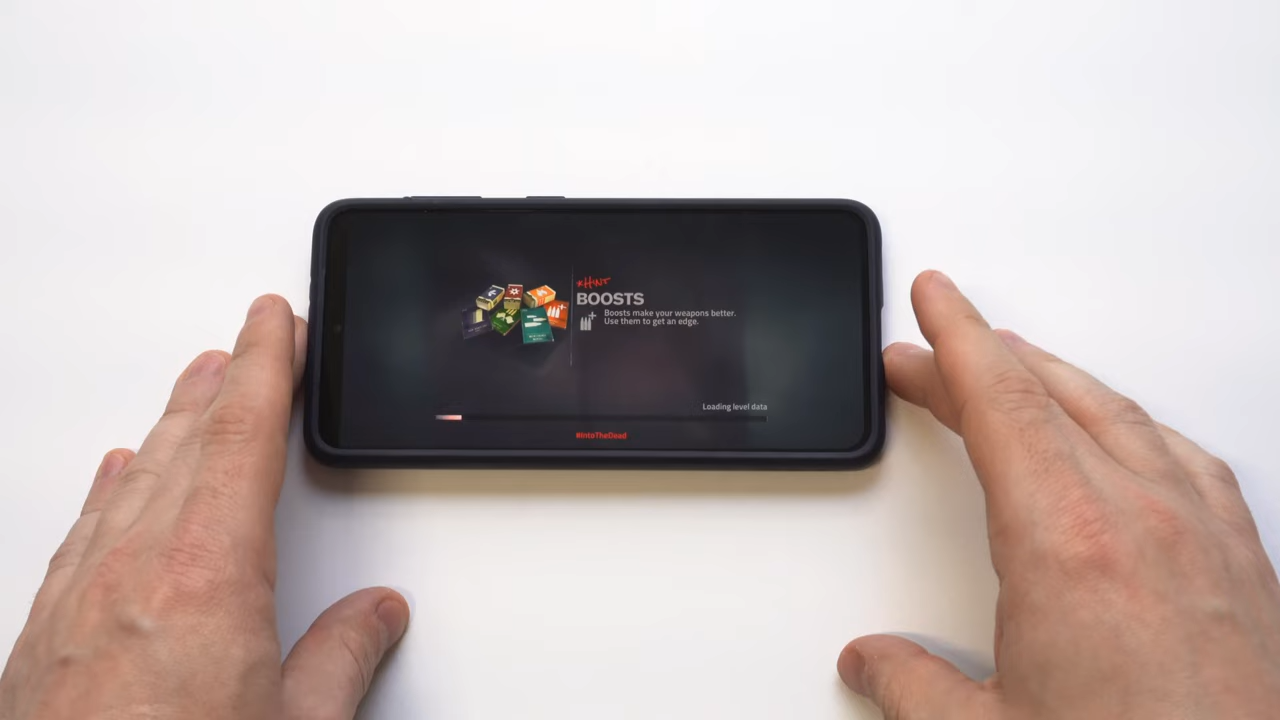 *HINT
BOOSTS
Boosts make your weapons better.
Use them to get an edge.
Loading level data
#IntoTheDead